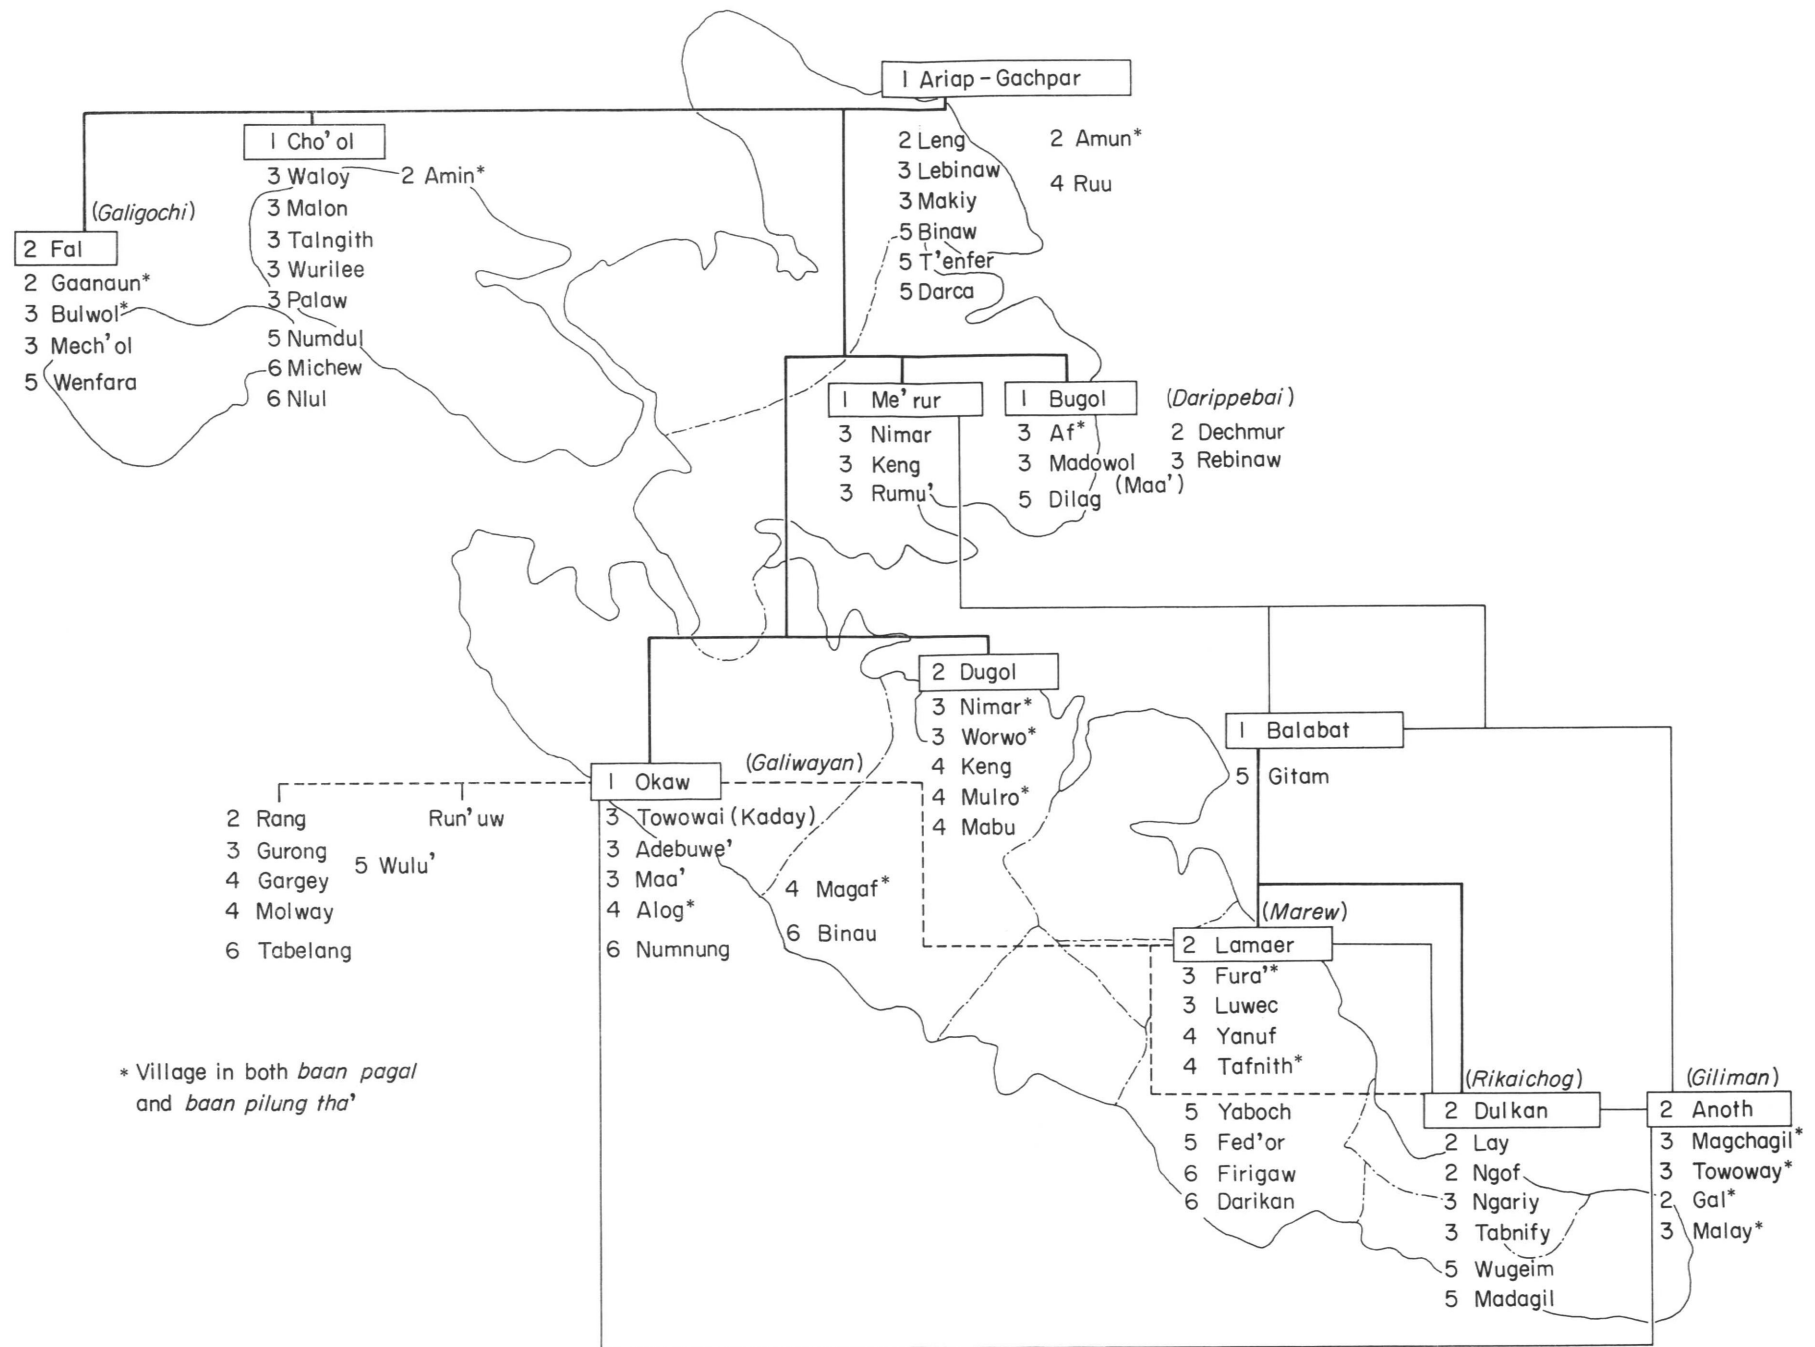 1 Ariap - Gachpar
2 Leng
2 Amun*
3 Lebinaw
4 Ruu
3 Makiy
5 Binaw
5 T'enfer
5 Darca
1 Cho'ol
3 Waloy
2 Amin*
3 Malon
3 Talngith
3 Wurilee
3 Palaw
5 Numdul
6 Michew
6 Nlul
(Galigochi)
2 Fal
2 Gaanaun*
3 Bulwol*
3 Mech'ol
5 Wenfara
1 Me'rur
3 Nimar
3 Keng
3 Rumu'
1 Bugol
(Darippebai)
3 Af*
2 Dechmur
3 Madowol
3 Rebinaw
(Maa')
5 Dilag
2 Dugol
3 Nimar*
3 Worwo*
4 Keng
4 Mulro*
4 Mabu
1 Balabat
5 Gitam
(Galiwayan)
1 Okaw
3 Towowai (Kaday)
3 Adebuwe'
3 Maa'
4 Alog*
6 Numnung
4 Magaf*
6 Binau
2 Rang
Run'uw
3 Gurong
5 Wulu'
4 Gargey
4 Molway
6 Tabelang
(Marew)
2 Lamaer
3 Fura'*
3 Luwec
4 Yanuf
4 Tafnith*
5 Yaboch
5 Fed'or
6 Firigaw
6 Darikan
(Rikaichog)
2 Dulkan
2 Lay
2 Ngof
3 Ngariy
3 Tabnify
5 Wugeim
5 Madagil
(Giliman)
2 Anoth
3 Magchagil*
3 Towoway*
2 Gal*
3 Malay*
* Village in both baan pagal
and baan pilung tha'